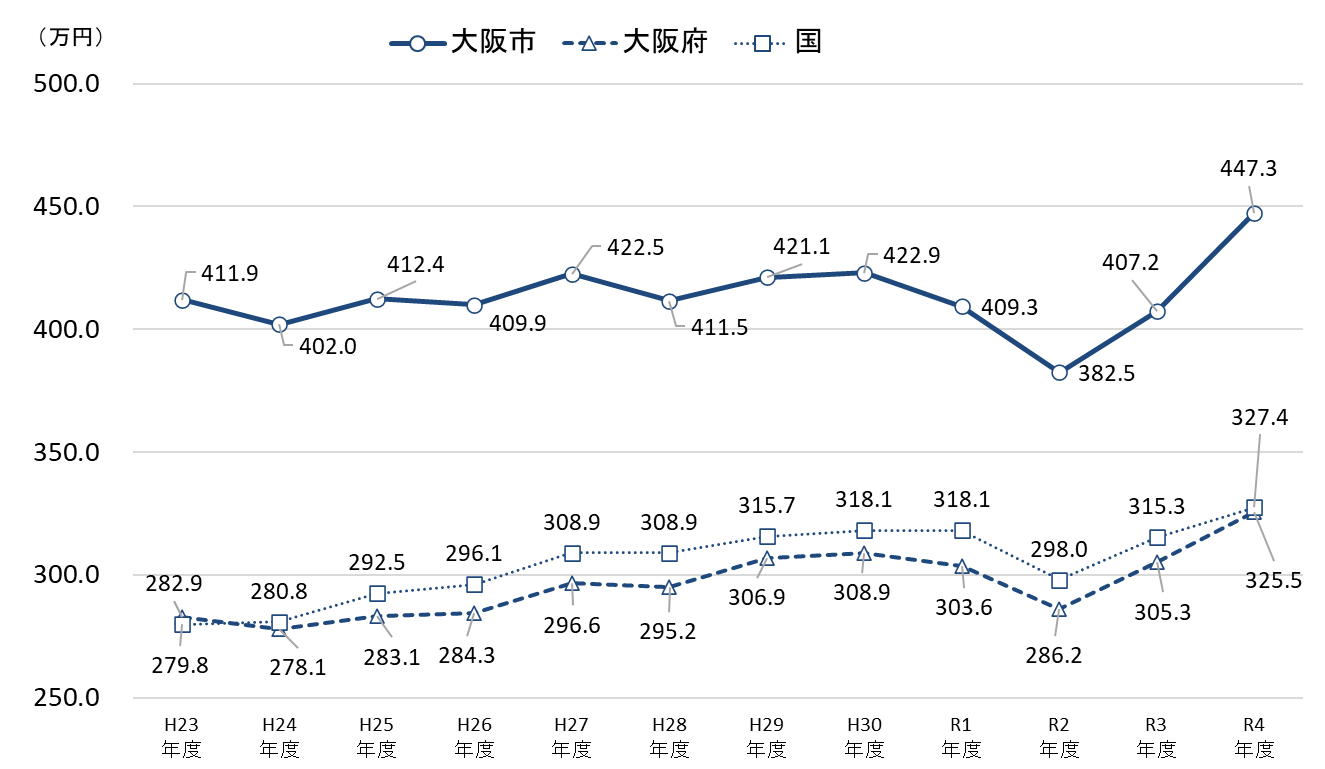 （万円）
大阪市 大阪府 国
500.0
450.0
400.0
350.0
300.0
250.0
411.9 402.0 412.4 409.9 422.5 411.5 421.1 422.9 409.3 382.5 407.2 447.3
279.8 280.8 292.5 296.1 308.9 308.9 315.7 318.1 318.1 298.0 315.3 327.4
282.9 278.1 283.1 284.3 296.6 295.2 306.9 308.9 303.6 286.2 305.3 325.5
H23 H24 H25 H26 H27 H28 H29 H30 R1 R2 R3 R4
年度 年度 年度 年度 年度 年度 年度 年度 年度 年度 年度 年度